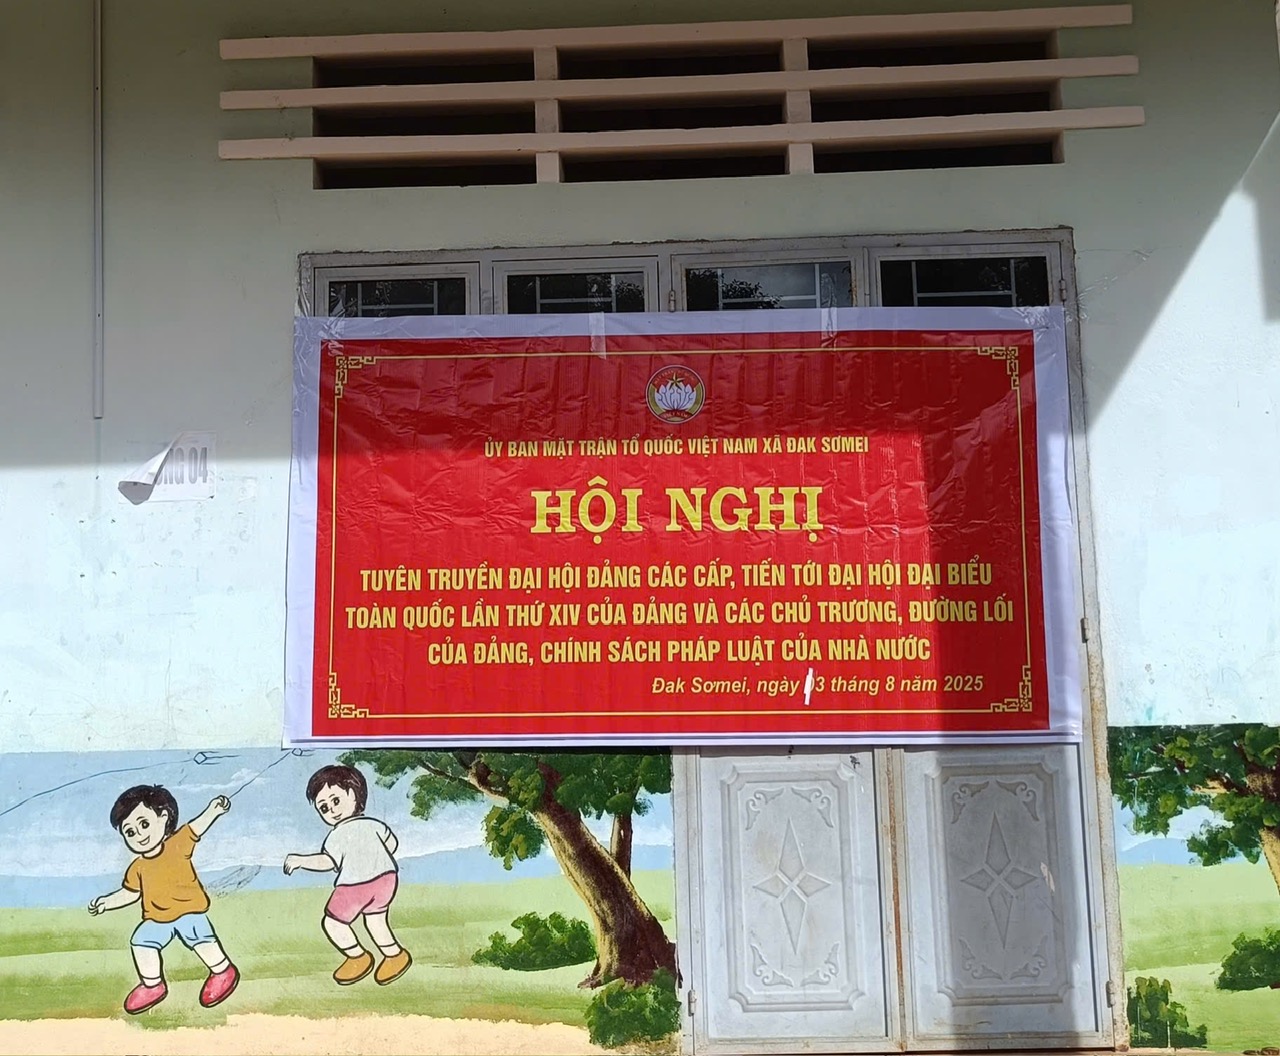 ỦY BAN MẶT TRẬN TỔ QUỐC VIỆT NAM XÃ ĐAK SƠMEI
HỘI NGHỊ
TUYÊN TRUYỀN ĐẠI HỘI ĐẢNG CÁC CẤP, TIẾN TỚI ĐẠI HỘI ĐẠI BIỂU
TOÀN QUỐC LẦN THỨ XIV CỦA ĐẢNG VÀ CÁC CHỦ TRƯƠNG, ĐƯỜNG LỐI
CỦA ĐẢNG, CHÍNH SÁCH PHÁP LUẬT CỦA NHÀ NƯỚC
Đak Sơmei, ngày 03 tháng 8 năm 2025
04